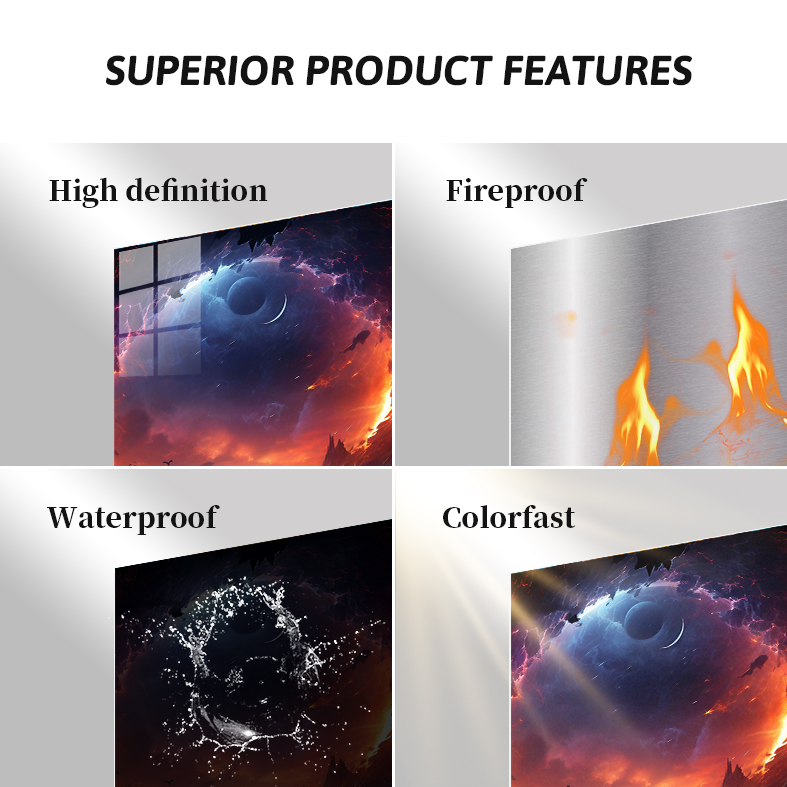 SUPERIOR PRODUCT FEATURES
High definition
Fireproof
Waterproof
Colorfast